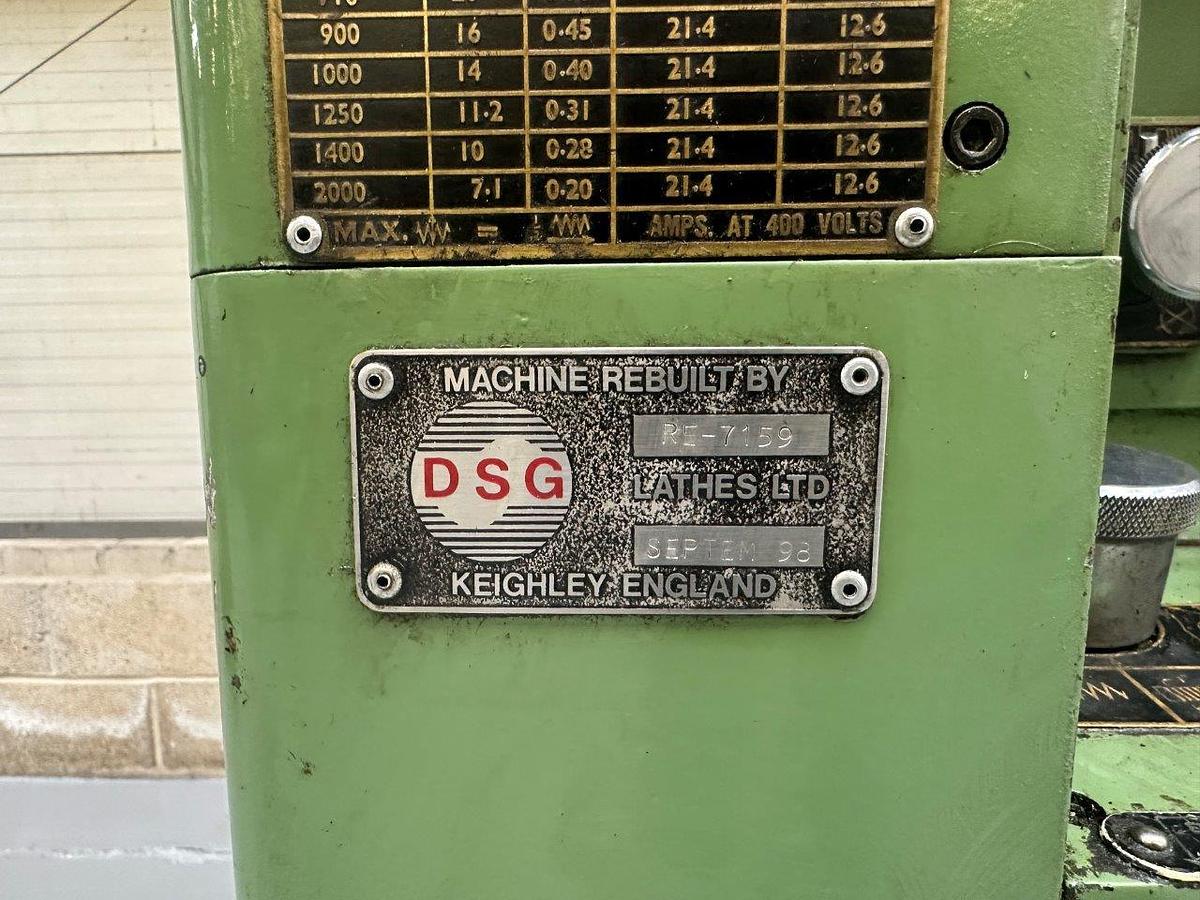 900 16 0.45 21.4 12.6
1000 14 0.40 21.4 12.6
1250 11.2 0.31 21.4 12.6
1400 10 0.28 21.4 12.6
2000 7.1 0.20 21.4 12.6
MAX. AMPS. AT 400 VOLTS
MACHINE REBUILT BY
RE-7159
DSG
LATHES LTD
SEPTEM 98
KEIGHLEY ENGLAND